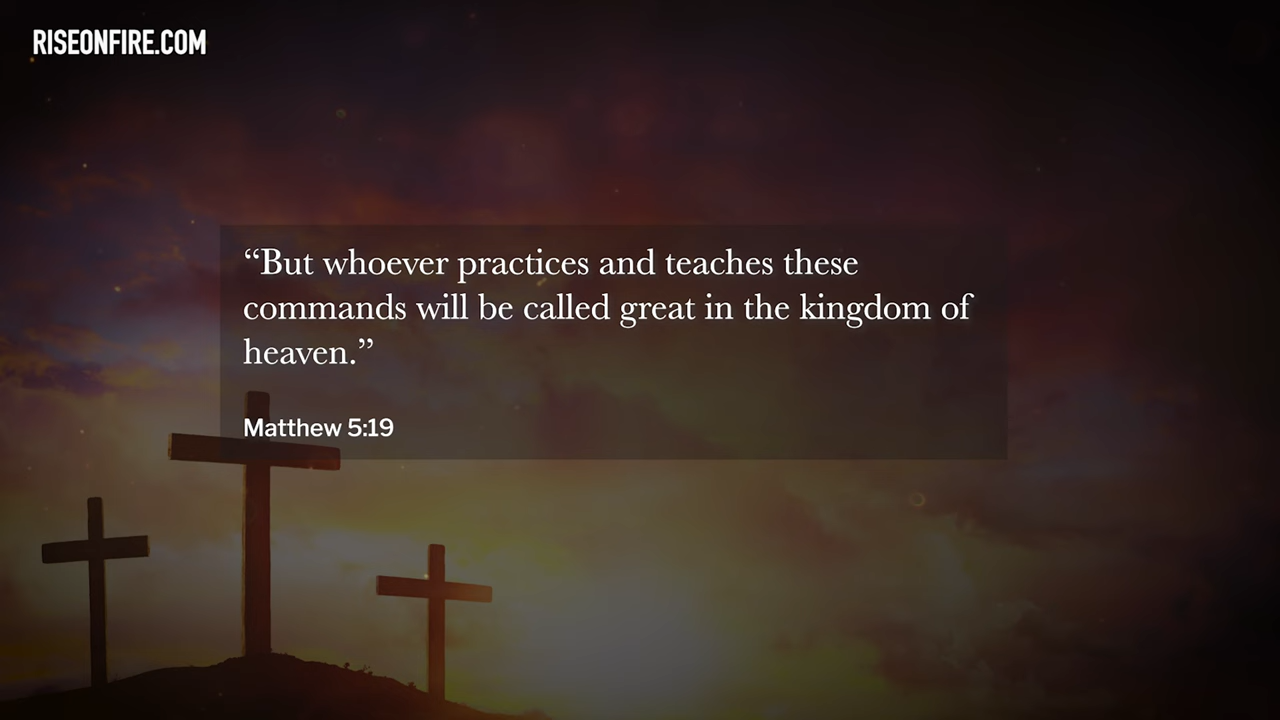 RISEONFIRE.COM
“But whoever practices and teaches these
commands will be called great in the kingdom of
heaven.”
Matthew 5:19